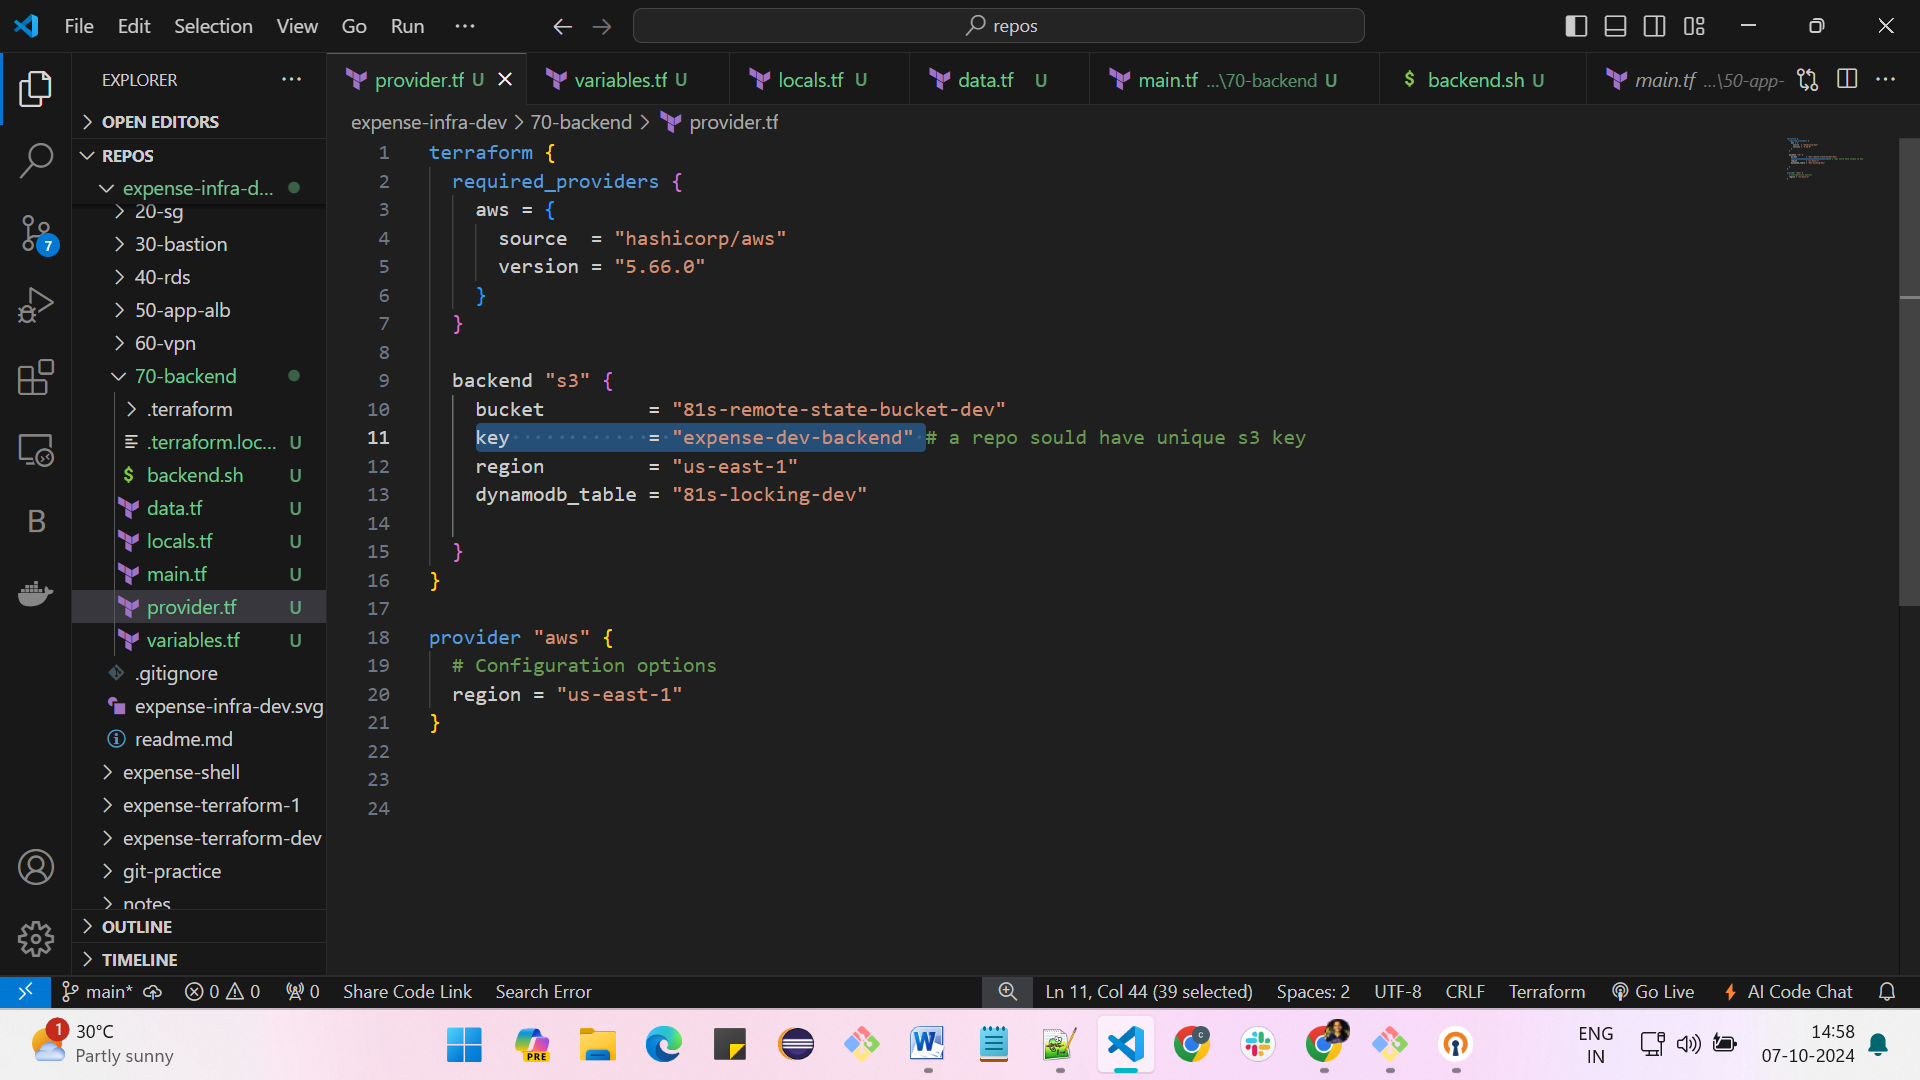 File Edit Selection View Go Run ···
repos
EXPLORER
OPEN EDITORS
REPOS
expense-infra-d...
20-sg
30-bastion
40-rds
50-app-alb
60-vpn
70-backend
.terraform
.terraform.loc... U
backend.sh U
data.tf U
locals.tf U
main.tf U
provider.tf U
variables.tf U
.gitignore
expense-infra-dev.svg
readme.md
expense-shell
expense-terraform-1
expense-terraform-dev
git-practice
notes
OUTLINE
TIMELINE
7
B
provider.tf U variables.tf U locals.tf U data.tf U main.tf ...\70-backend U $ backend.sh U main.tf ...\50-app-
expense-infra-dev > 70-backend > provider.tf
1 terraform {
2 required_providers {
3 aws = {
4 source = "hashicorp/aws"
5 version = "5.66.0"
6 }
7 }
8
9 backend "s3" {
10 bucket = "81s-remote-state-bucket-dev"
11 key = "expense-dev-backend" # a repo sould have unique s3 key
12 region = "us-east-1"
13 dynamodb_table = "81s-locking-dev"
14
15 }
16 }
17
18 provider "aws" {
19 # Configuration options
20 region = "us-east-1"
21 }
22
23
24
main* 0 0 0 Share Code Link Search Error Ln 11, Col 44 (39 selected) Spaces: 2 UTF-8 CRLF Terraform Go Live AI Code Chat
1 30°C
Partly sunny
PRE
W
c
ENG
IN
14:58
07-10-2024